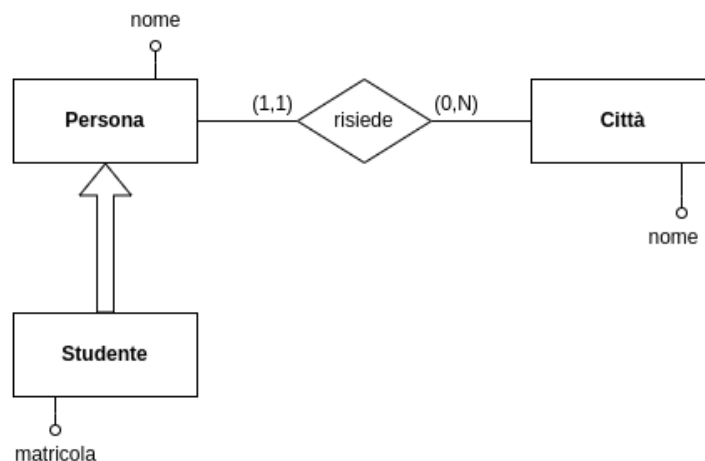 nome
Persona
(1,1)
risiede
(0,N)
Città
nome
Studente
matricola